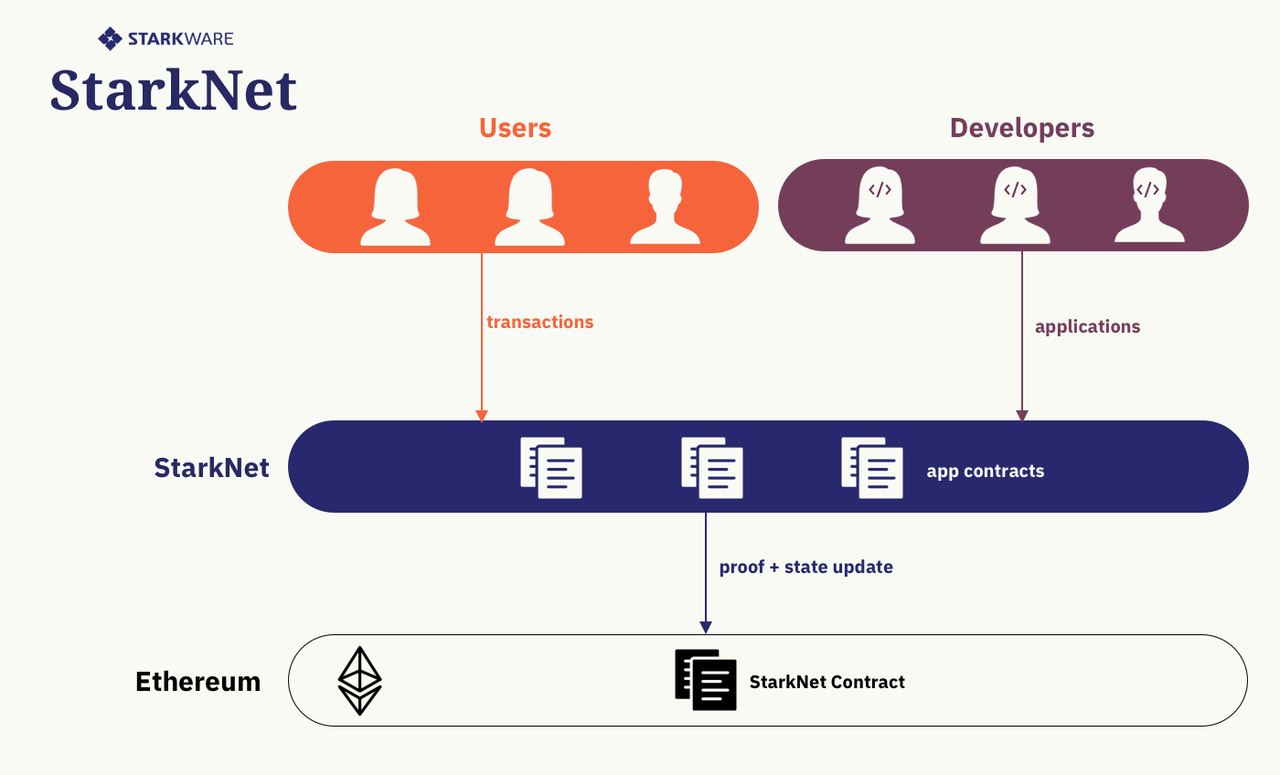 STARKWARE
StarkNet
Users
Developers
</>
</>
</>
transactions
applications
StarkNet
app contracts
proof + state update
Ethereum
StarkNet Contract